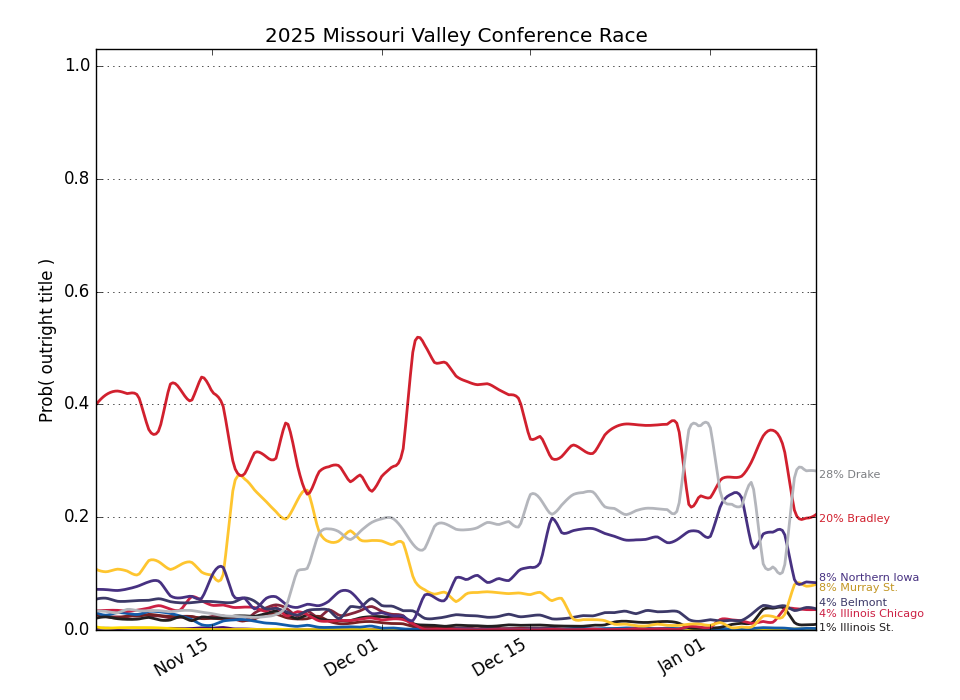 2025 Missouri Valley Conference Race
Prob( outright title )
1.0
0.8
0.6
0.4
0.2
0.0
Nov 15
Dec 01
Dec 15
Jan 01
28% Drake
20% Bradley
8% Northern Iowa
8% Murray St.
4% Belmont
4% Illinois Chicago
1% Illinois St.